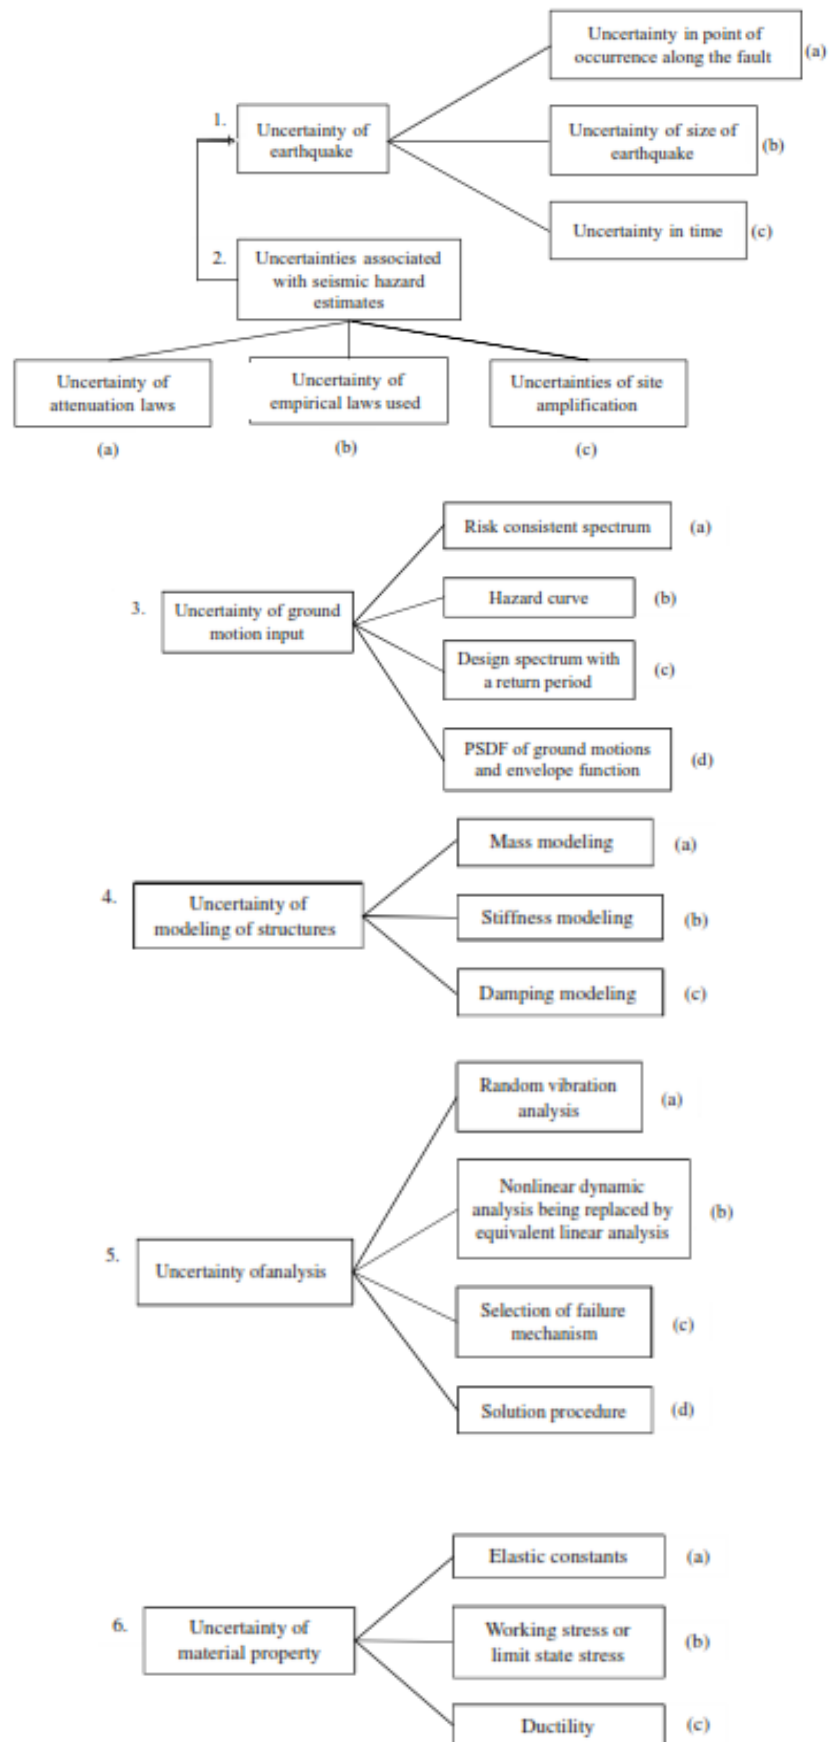 Uncertainty in point of
occurrence along the fault
(a)
1.
Uncertainty of
earthquake
Uncertainty of size of
earthquake
(b)
Uncertainty in time
(c)
2.
Uncertainties associated
with seismic hazard
estimates
Uncertainty of
attenuation laws
(a)
Uncertainty of
empirical laws used
(b)
Uncertainties of site
amplification
(c)
3.
Uncertainty of ground
motion input
Risk consistent spectrum
(a)
Hazard curve
(b)
Design spectrum with
a return period
(c)
PSDF of ground motions
and envelope function
(d)
4.
Uncertainty of
modeling of structures
Mass modeling
(a)
Stiffness modeling
(b)
Damping modeling
(c)
5.
Uncertainty ofanalysis
Random vibration
analysis
(a)
Nonlinear dynamic
analysis being replaced by
equivalent linear analysis
(b)
Selection of failure
mechanism
(c)
Solution procedure
(d)
6.
Uncertainty of
material property
Elastic constants
(a)
Working stress or
limit state stress
(b)
Ductility
(c)